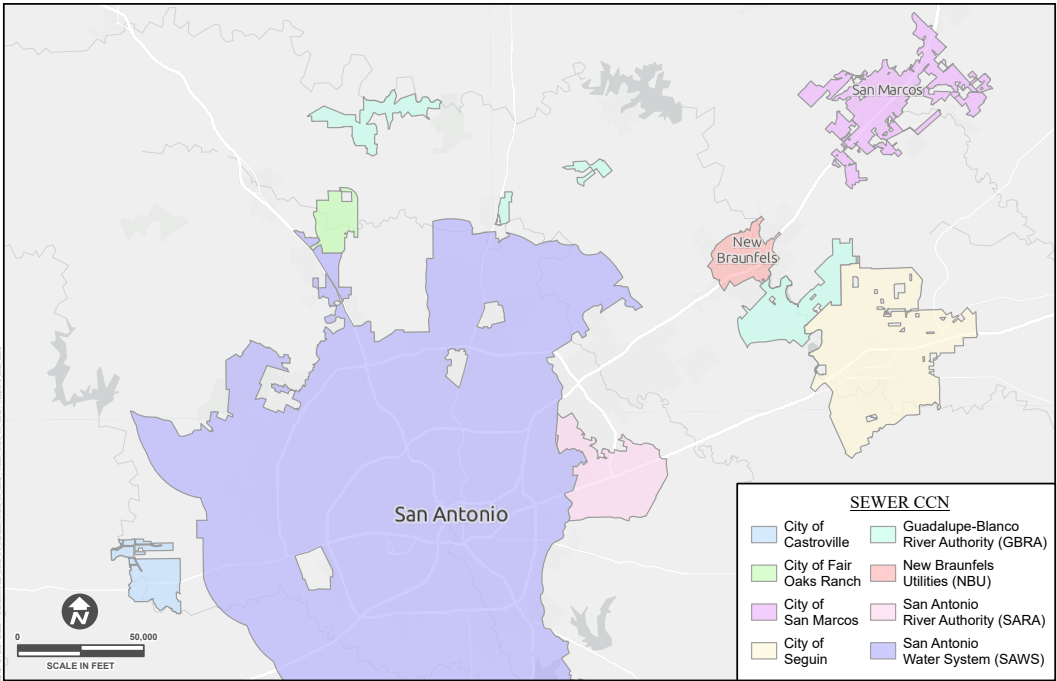 San Marcos
New
Braunfels
San Antonio
N
0 50,000
SCALE IN FEET
SEWER CCN
City of
Castroville
City of Fair
Oaks Ranch
City of
San Marcos
City of
Seguin
Guadalupe-Blanco
River Authority (GBRA)
New Braunfels
Utilities (NBU)
San Antonio
River Authority (SARA)
San Antonio
Water System (SAWS)